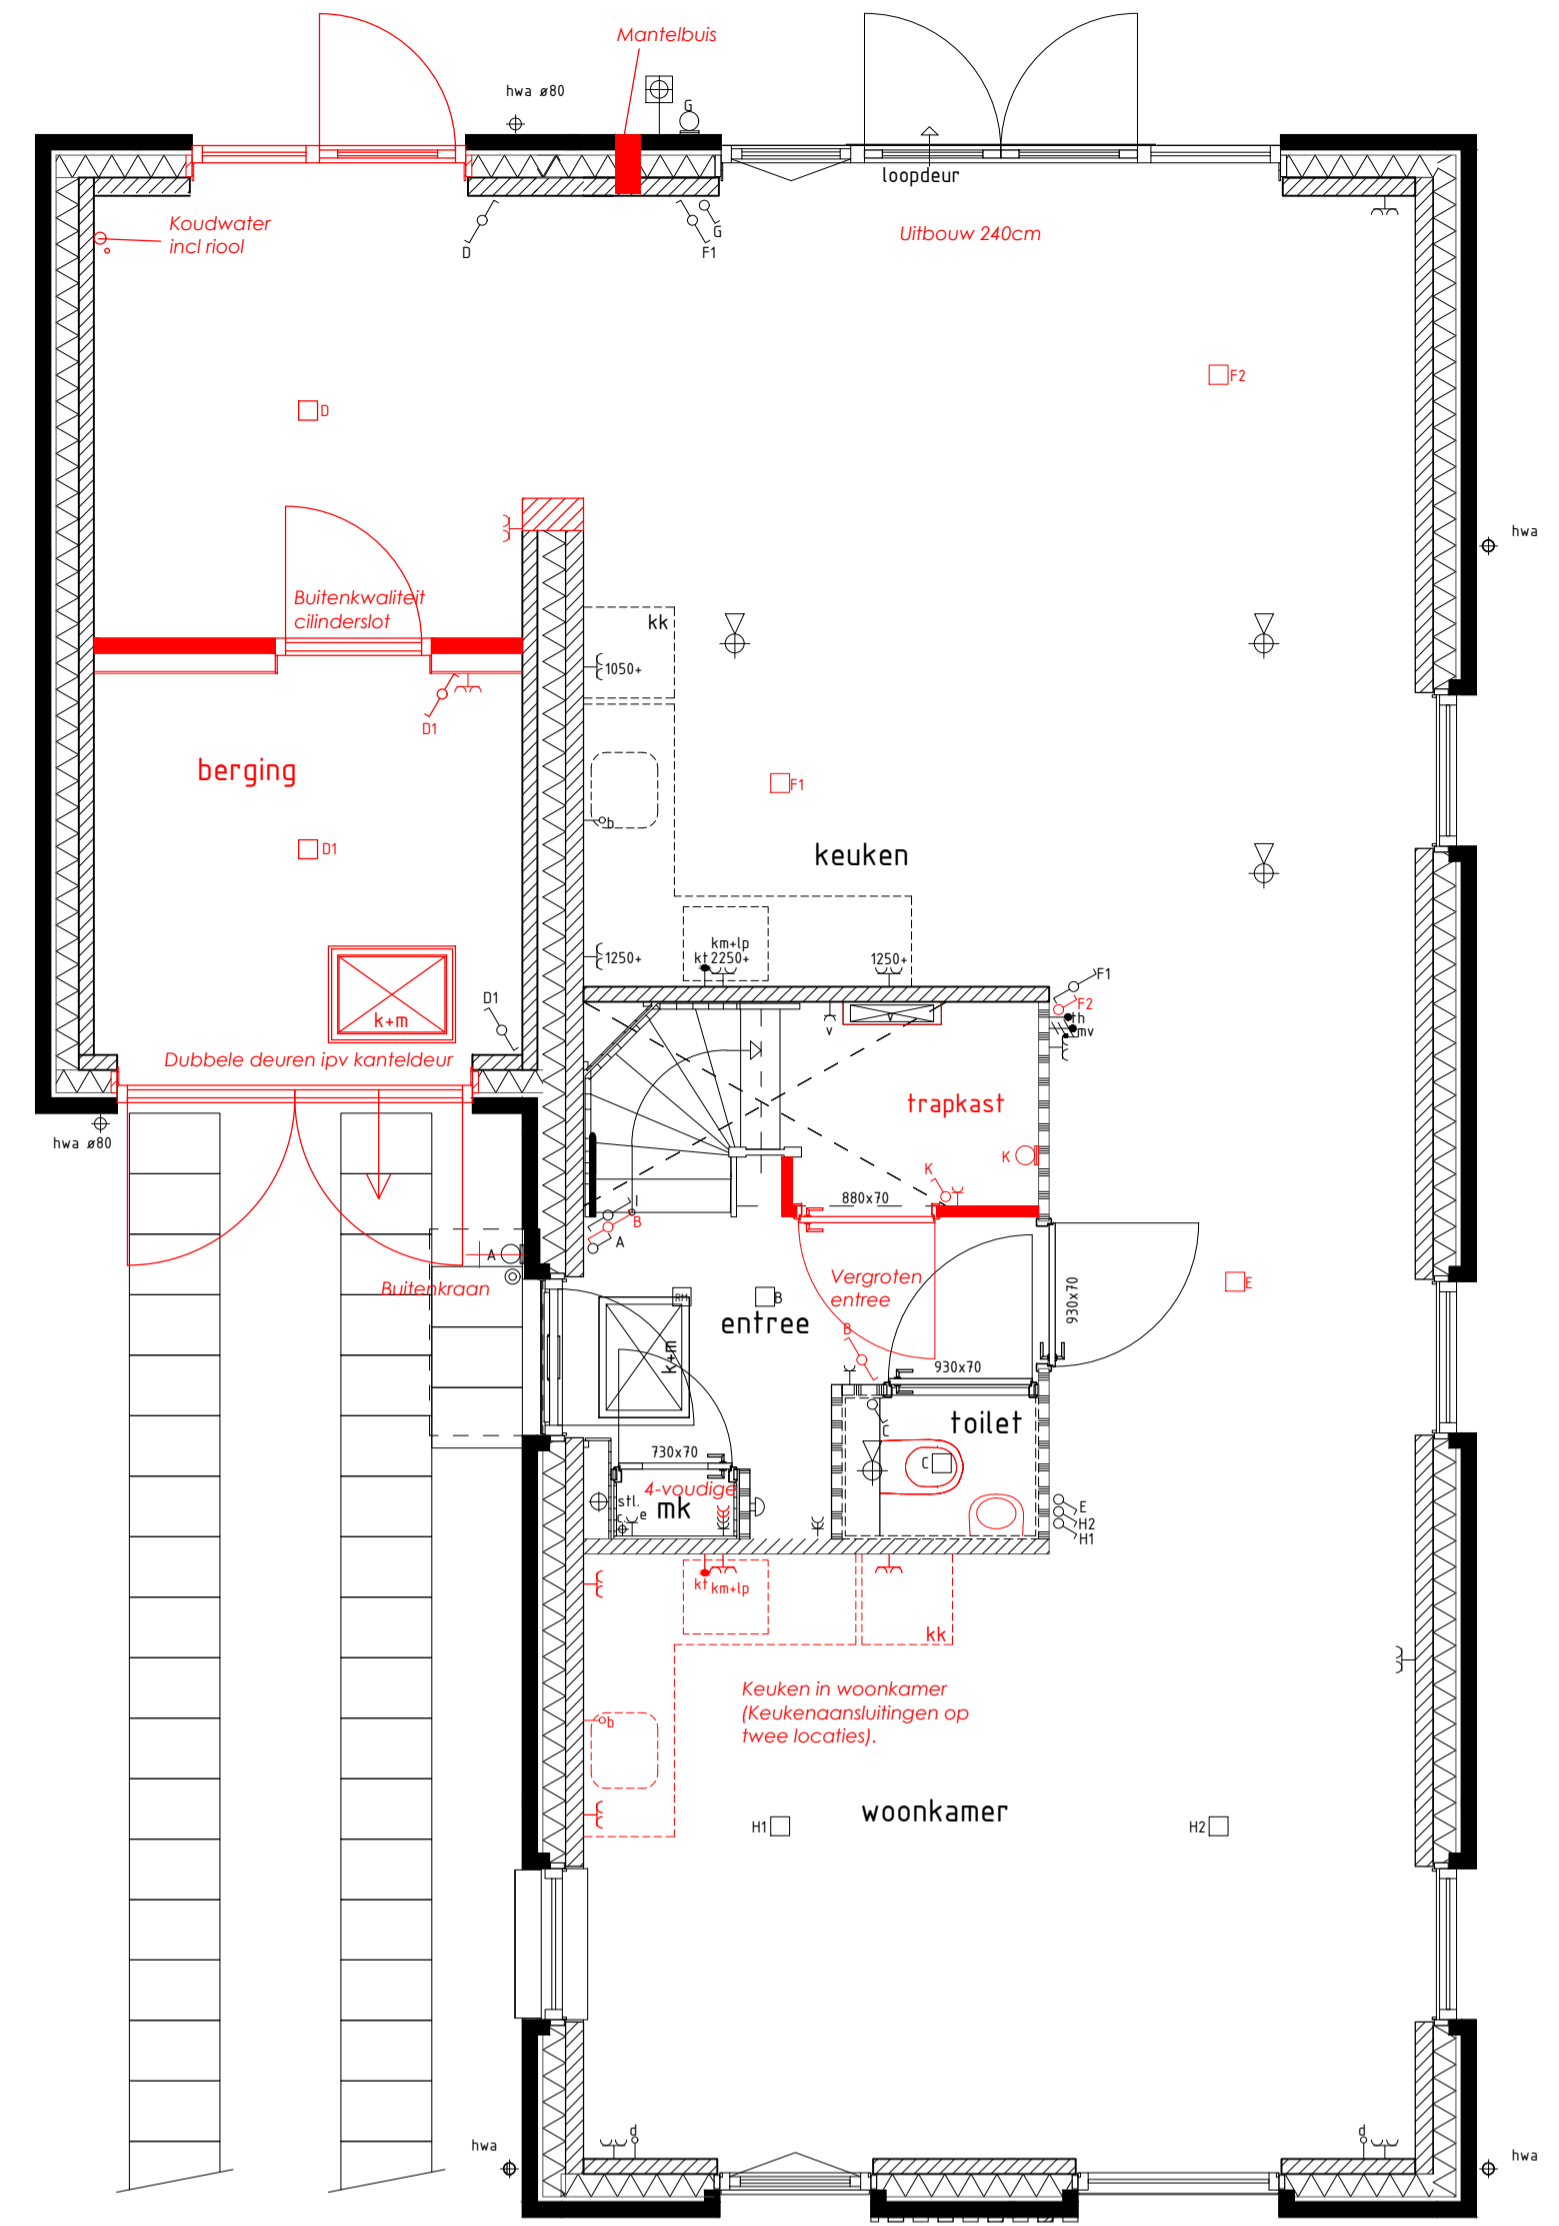 Mantelbuis
hwa ø80
G
loopdeur
Koudwater
incl riool
D
G
F1
Uitbouw 240cm
F2
D
hwa
Buitenkwaliteit
cilinderslot
kk
1050+
D1
berging
F1
b
D1
keuken
km+lp
1250+
kt 2250+
1250+
D1
F1
F2
k+m
v
v
th
mv
Dubbele deuren ipv kanteldeur
trapkast
hwa ø80
K
K
880x70
I
B
A
A
Buitenkraan
Vergroten
entree
E
RM
B
930x70
entree
B
k+m
930x70
toilet
C
730x70
C
4-voudige
stl.
mk
c.
e
E
H2
H1
kt
km+lp
kk
Keuken in woonkamer
(Keukenaansluitingen op
twee locaties).
b
woonkamer
H1
H2
d
d
hwa
hwa